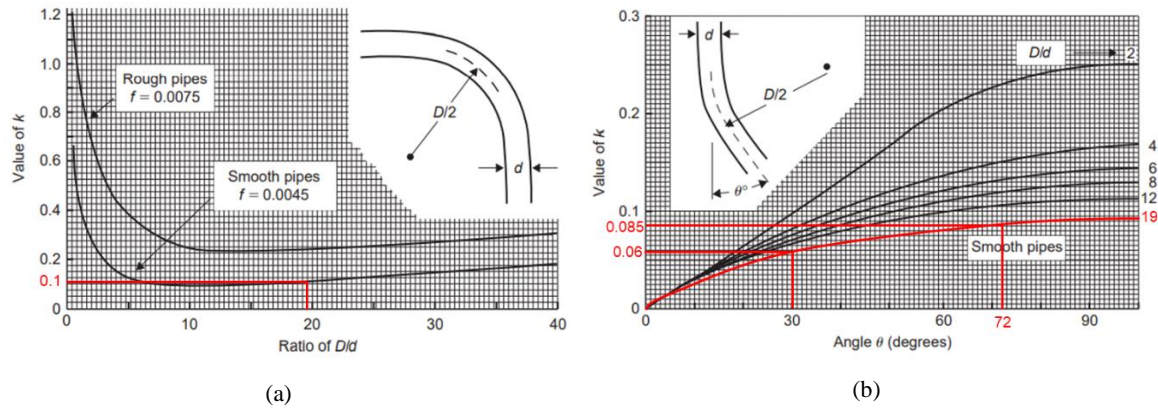 1.2
1.0
0.8
0.6
0.4
0.2
0.1
0
Value of k
Rough pipes
f = 0.0075
Smooth pipes
f = 0.0045
D/2
d
0
10
20
30
40
Ratio of D/d
(a)
0.3
0.2
0.1
0.085
0.06
0
Value of k
d
D/2
θ°
D/d
2
4
6
8
12
19
Smooth pipes
0
30
60
72
90
Angle θ (degrees)
(b)